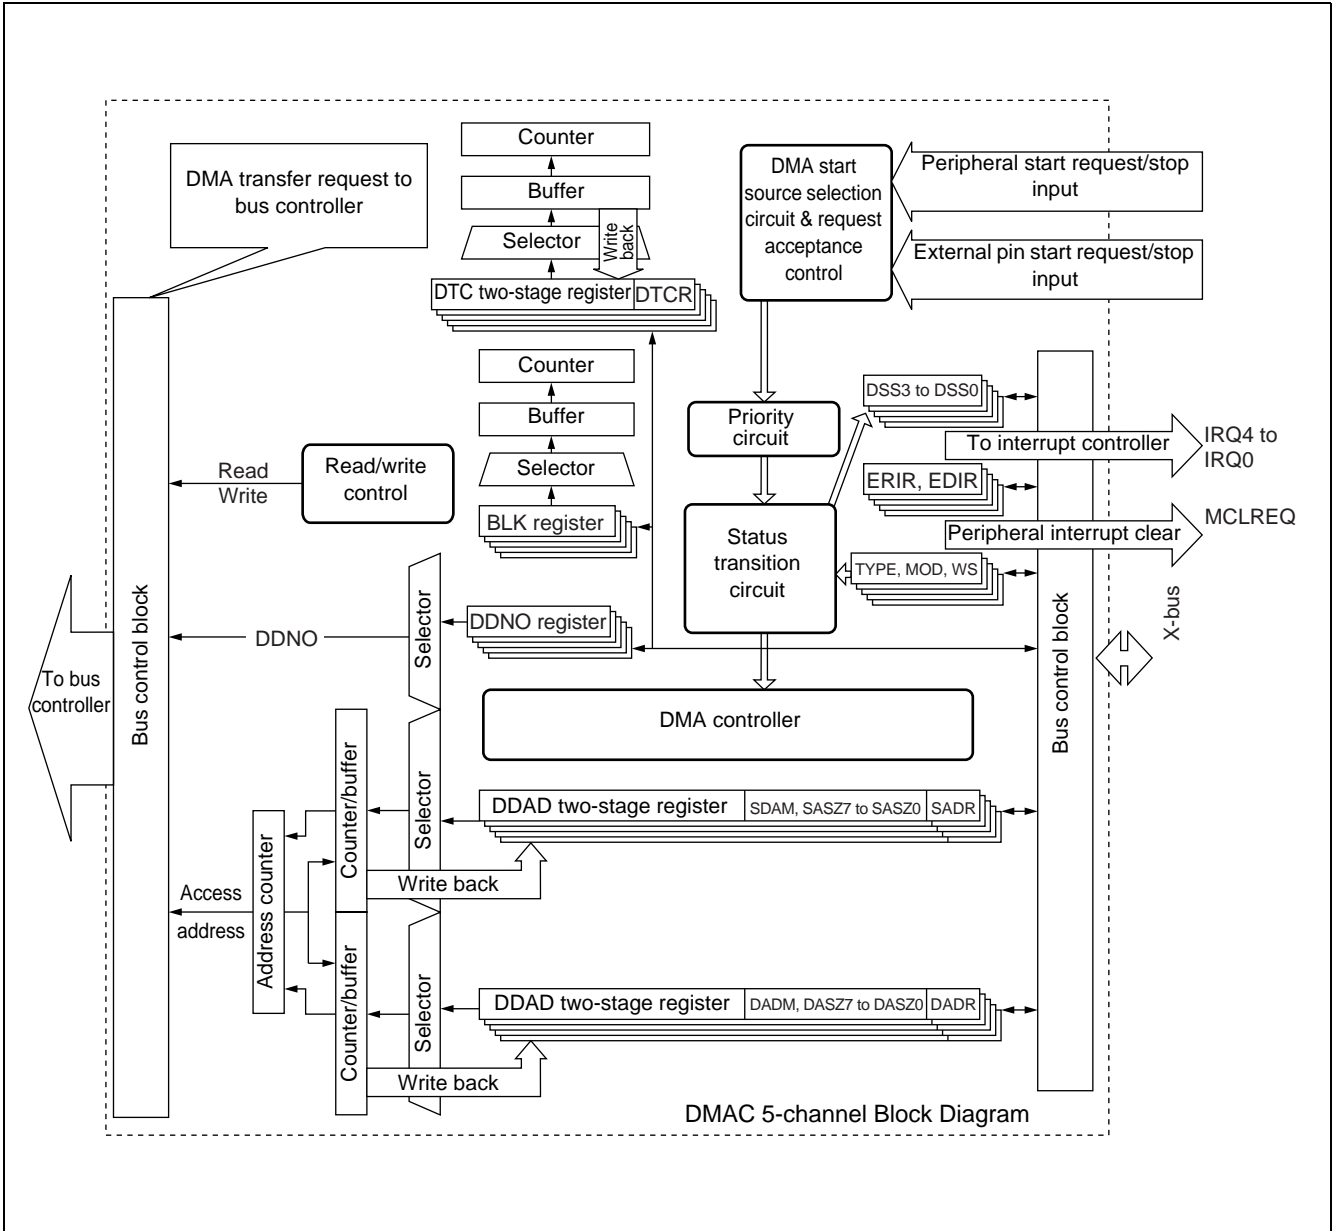 Counter
DMA transfer request to
bus controller
Buffer
Selector
Write
back
DTC two-stage register
DTCR
DMA start
source selection
circuit & request
acceptance
control
Peripheral start request/stop
input
External pin start request/stop
input
Counter
Buffer
Selector
BLK register
Priority
circuit
DSS3 to DSS0
To interrupt controller
IRQ4 to
IRQ0
Read
Write
Read/write
control
ERIR, EDIR
Peripheral interrupt clear
MCLREQ
Status
transition
circuit
TYPE, MOD, WS
X-bus
DDNO
Selector
DDNO register
To bus
controller
Bus control block
Bus control block
DMA controller
Counter/buffer
Selector
DDAD two-stage register
SDAM, SASZ7 to SASZ0
SADR
Write back
Access
address
Address counter
Counter/buffer
Selector
DDAD two-stage register
DADM, DASZ7 to DASZ0
DADR
Write back
DMAC 5-channel Block Diagram